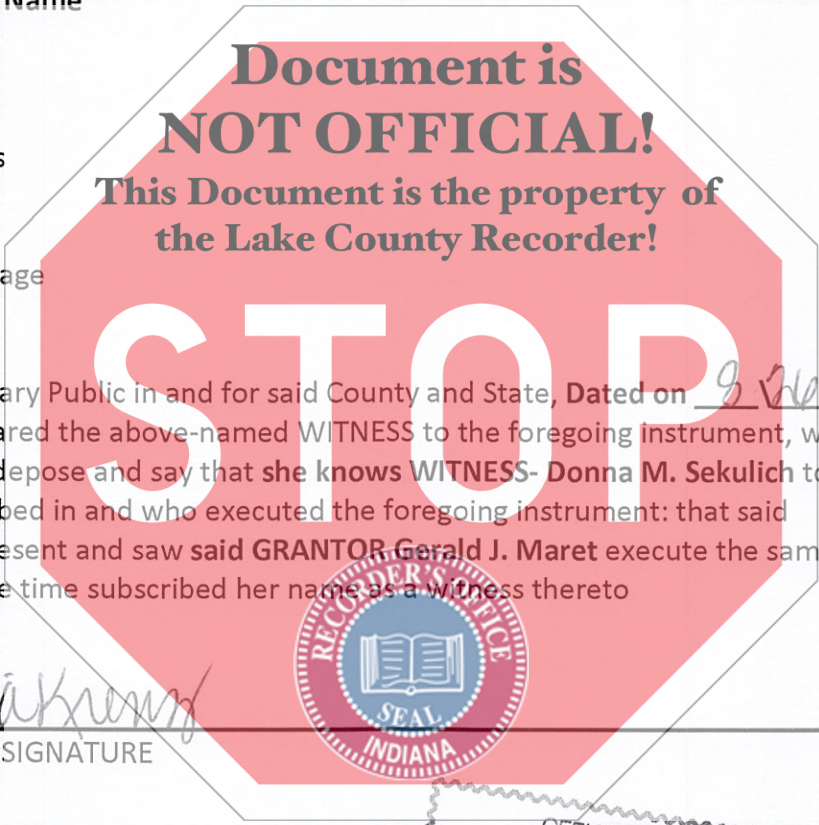 Name
Document is
NOT OFFICIAL!
This Document is the property of
the Lake County Recorder!
s
age
STOP
ary Public in and for said County and State, Dated on
ared the above-named WITNESS to the foregoing instrument, w
depose and say that she knows WITNESS- Donna M. Sekulich to
bed in and who executed the foregoing instrument: that said
esent and saw said GRANTOR Gerald J. Maret execute the sam
e time subscribed her name as a witness thereto
RECORDER'S OFFICE
SEAL
INDIANA
SIGNATURE